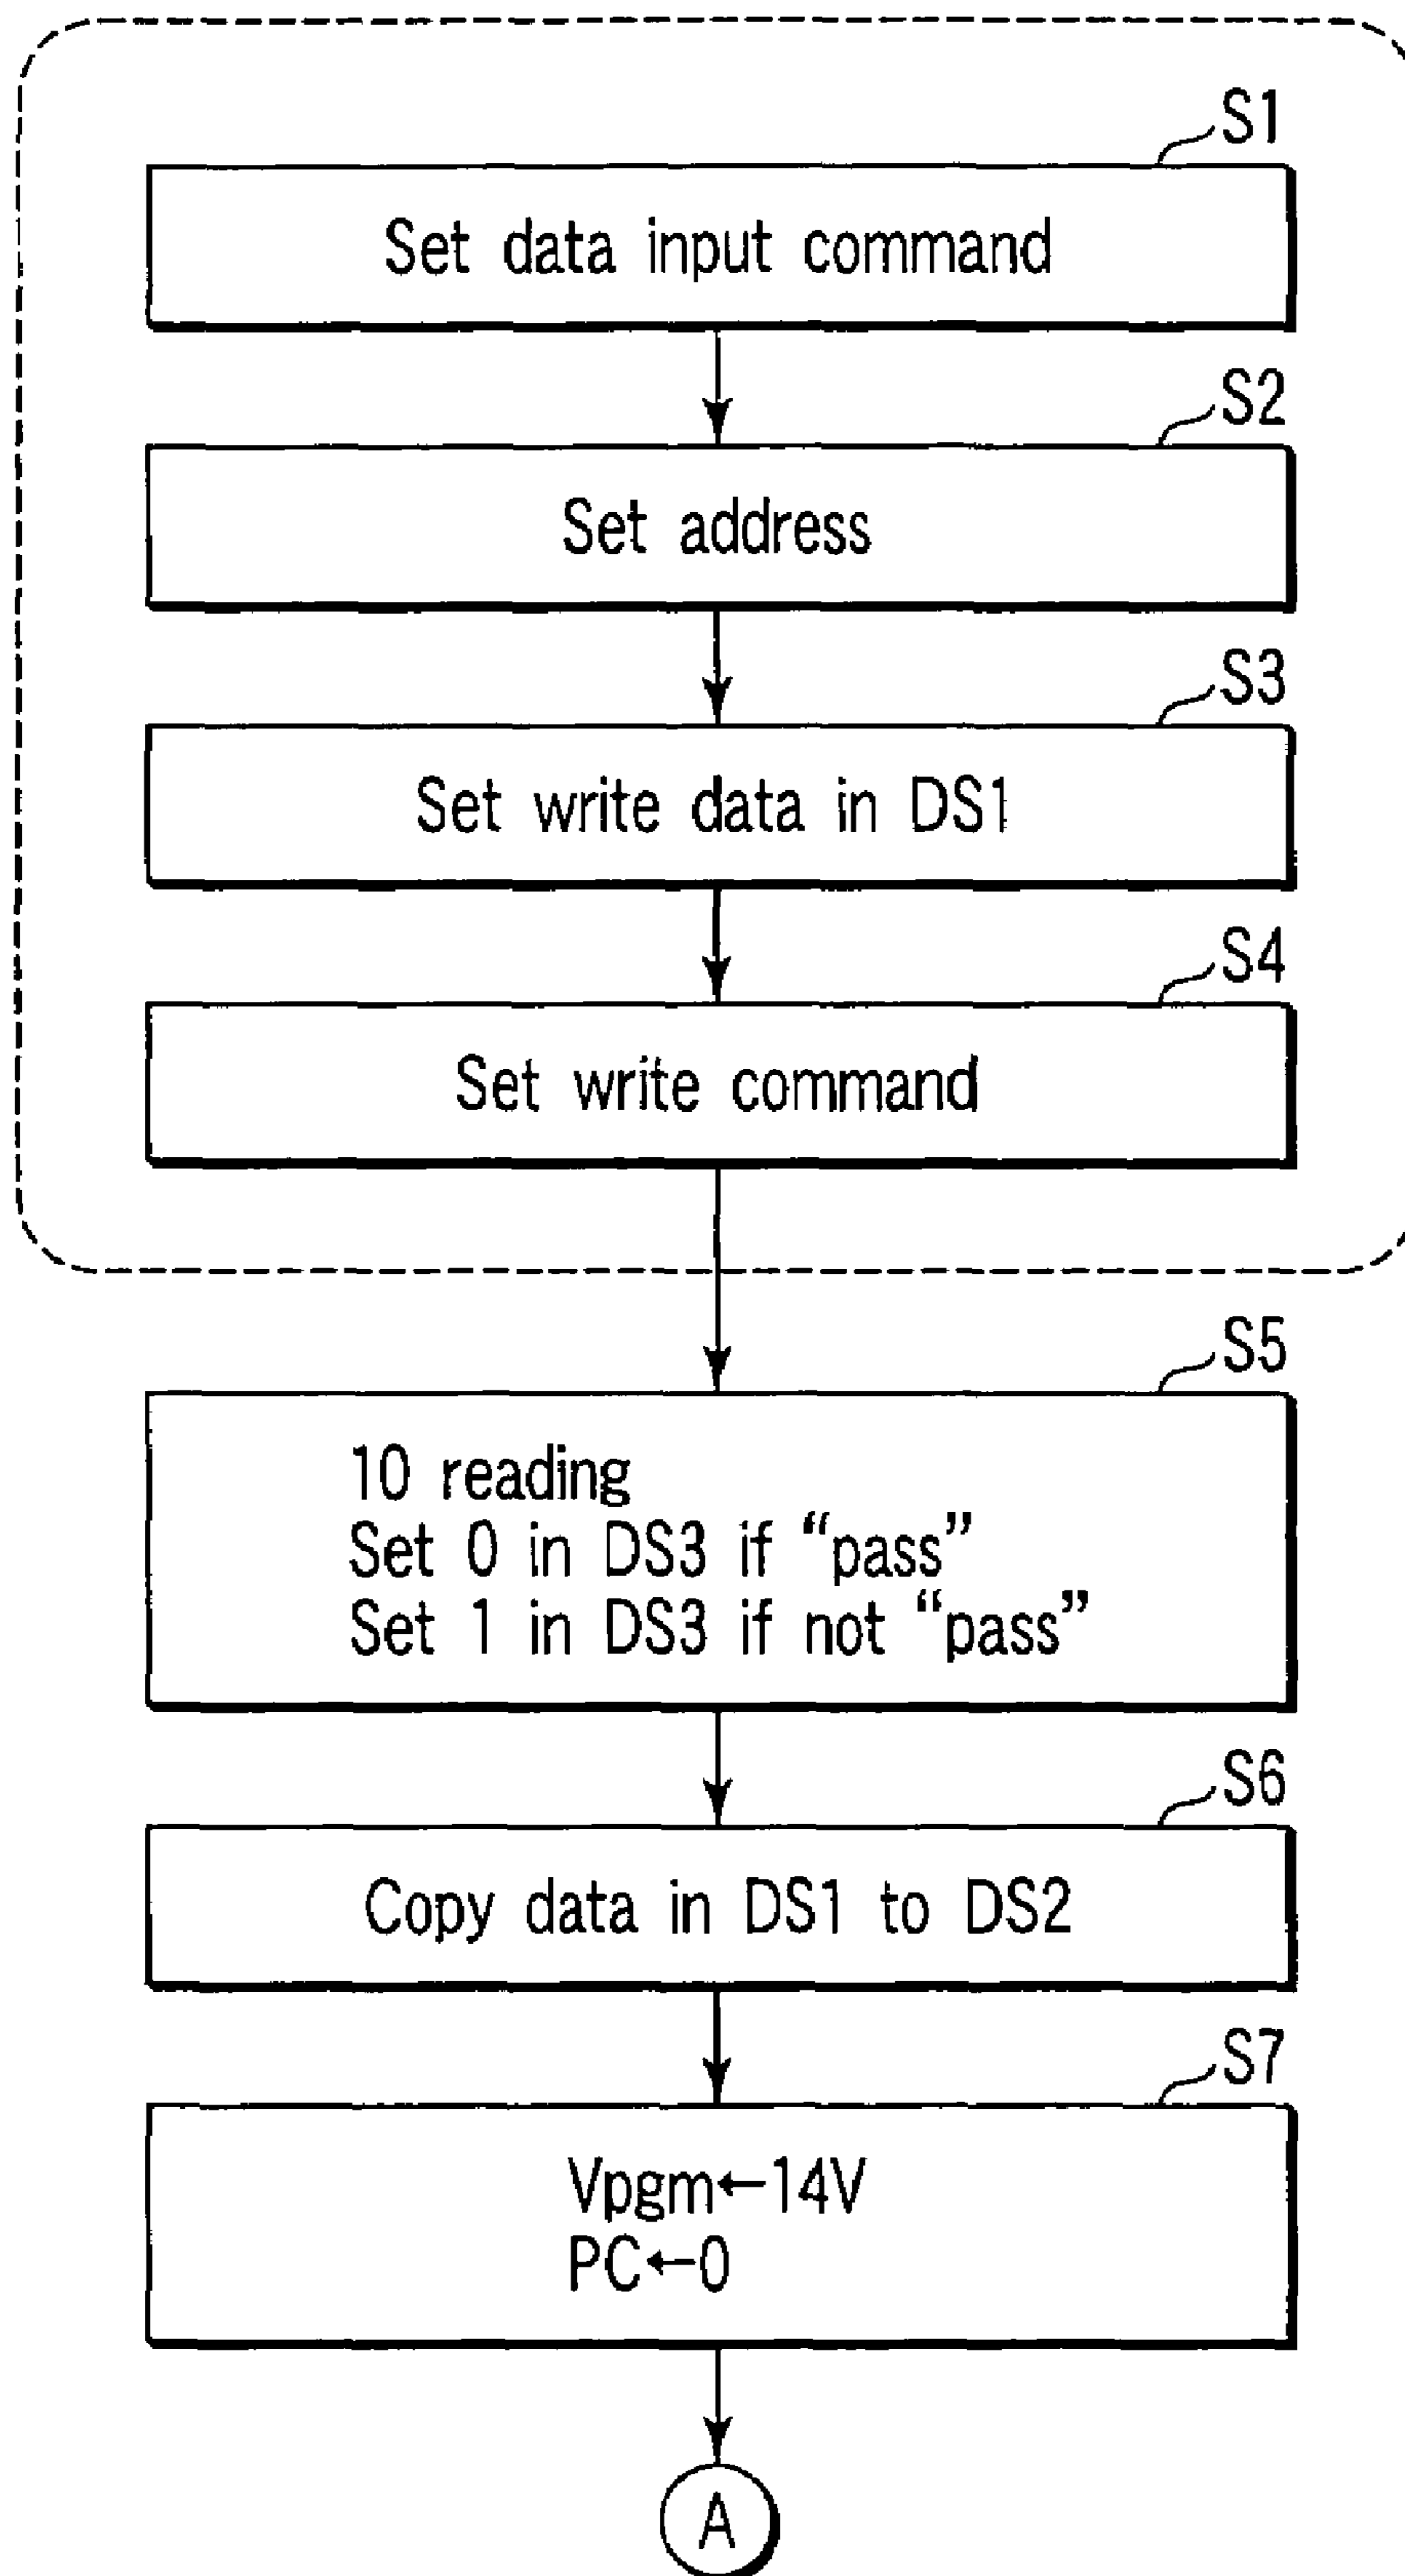 S1
Set data input command
S2
Set address
S3
Set write data in DS1
S4
Set write command
S5
10 reading
Set 0 in DS3 if “pass”
Set 1 in DS3 if not “pass”
S6
Copy data in DS1 to DS2
S7
Vpgm←14V
PC←0
A